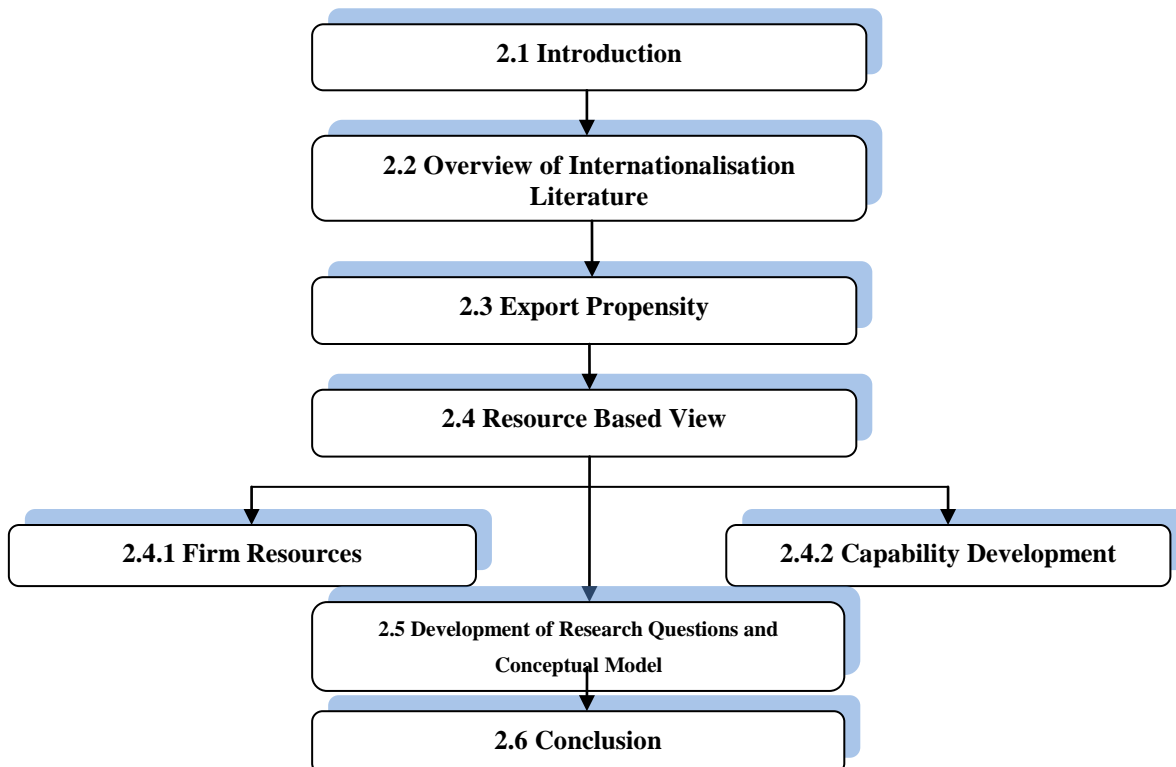 2.1 Introduction
2.2 Overview of Internationalisation
Literature
2.3 Export Propensity
2.4 Resource Based View
2.4.1 Firm Resources
2.4.2 Capability Development
2.5 Development of Research Questions and
Conceptual Model
2.6 Conclusion